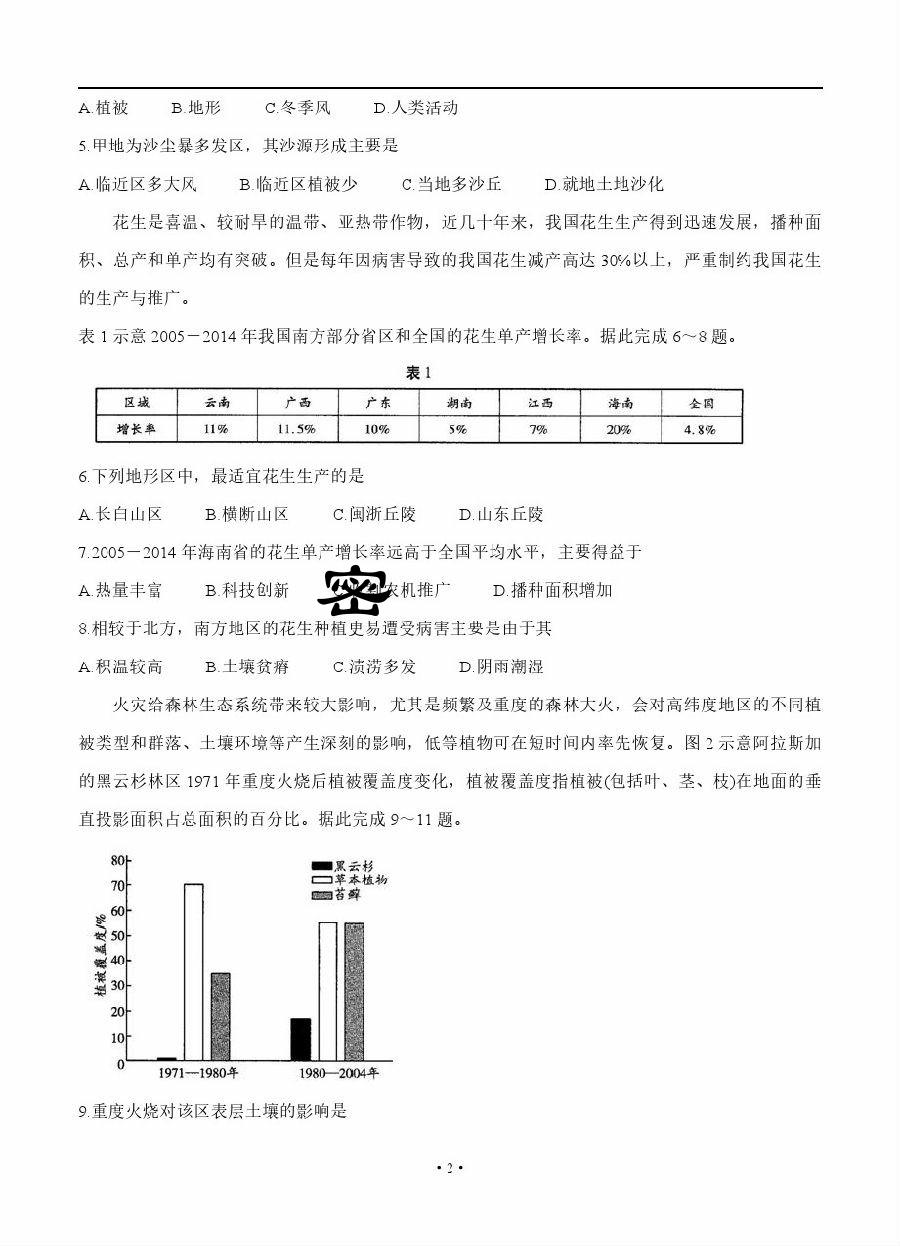 A.植被 B.地形 C.冬季风 D.人类活动
5.甲地为沙尘暴多发区，其沙源形成主要是
A.临近区多大风 B.临近区植被少 C.当地多沙丘 D.就地土地沙化
花生是喜温、较耐旱的温带、亚热带作物，近几十年来，我国花生生产得到迅速发展，播种面
积、总产和单产均有突破。但是每年因病害导致的我国花生减产高达 30%以上，严重制约我国花生
的生产与推广。
表 1 示意 2005－2014 年我国南方部分省区和全国的花生单产增长率。据此完成 6～8 题。
表 1
区域 云南 广西 广东 湖南 江西 海南 全国
增长率 11% 11.5% 10% 5% 7% 20% 4.8%
6.下列地形区中，最适宜花生生产的是
A.长白山区 B.横断山区 C.闽浙丘陵 D.山东丘陵
7.2005－2014 年海南省的花生单产增长率远高于全国平均水平，主要得益于
A.热量丰富 B.科技创新 密 农机推广 D.播种面积增加
8.相较于北方，南方地区的花生种植更易遭受病害主要是由于其
A.积温较高 B.土壤贫瘠 C.渍涝多发 D.阴雨潮湿
火灾给森林生态系统带来较大影响，尤其是频繁及重度的森林大火，会对高纬度地区的不同植
被类型和群落、土壤环境等产生深刻的影响，低等植物可在短时间内率先恢复。图 2 示意阿拉斯加
的黑云杉林区 1971 年重度火烧后植被覆盖度变化，植被覆盖度指植被(包括叶、茎、枝)在地面的垂
直投影面积占总面积的百分比。据此完成 9～11 题。
植被覆盖度/%
80
70
60
50
40
30
20
10
0
黑云杉
草本植物
苔藓
1971—1980年 1980—2004年
9.重度火烧对该区表层土壤的影响是
· 2 ·